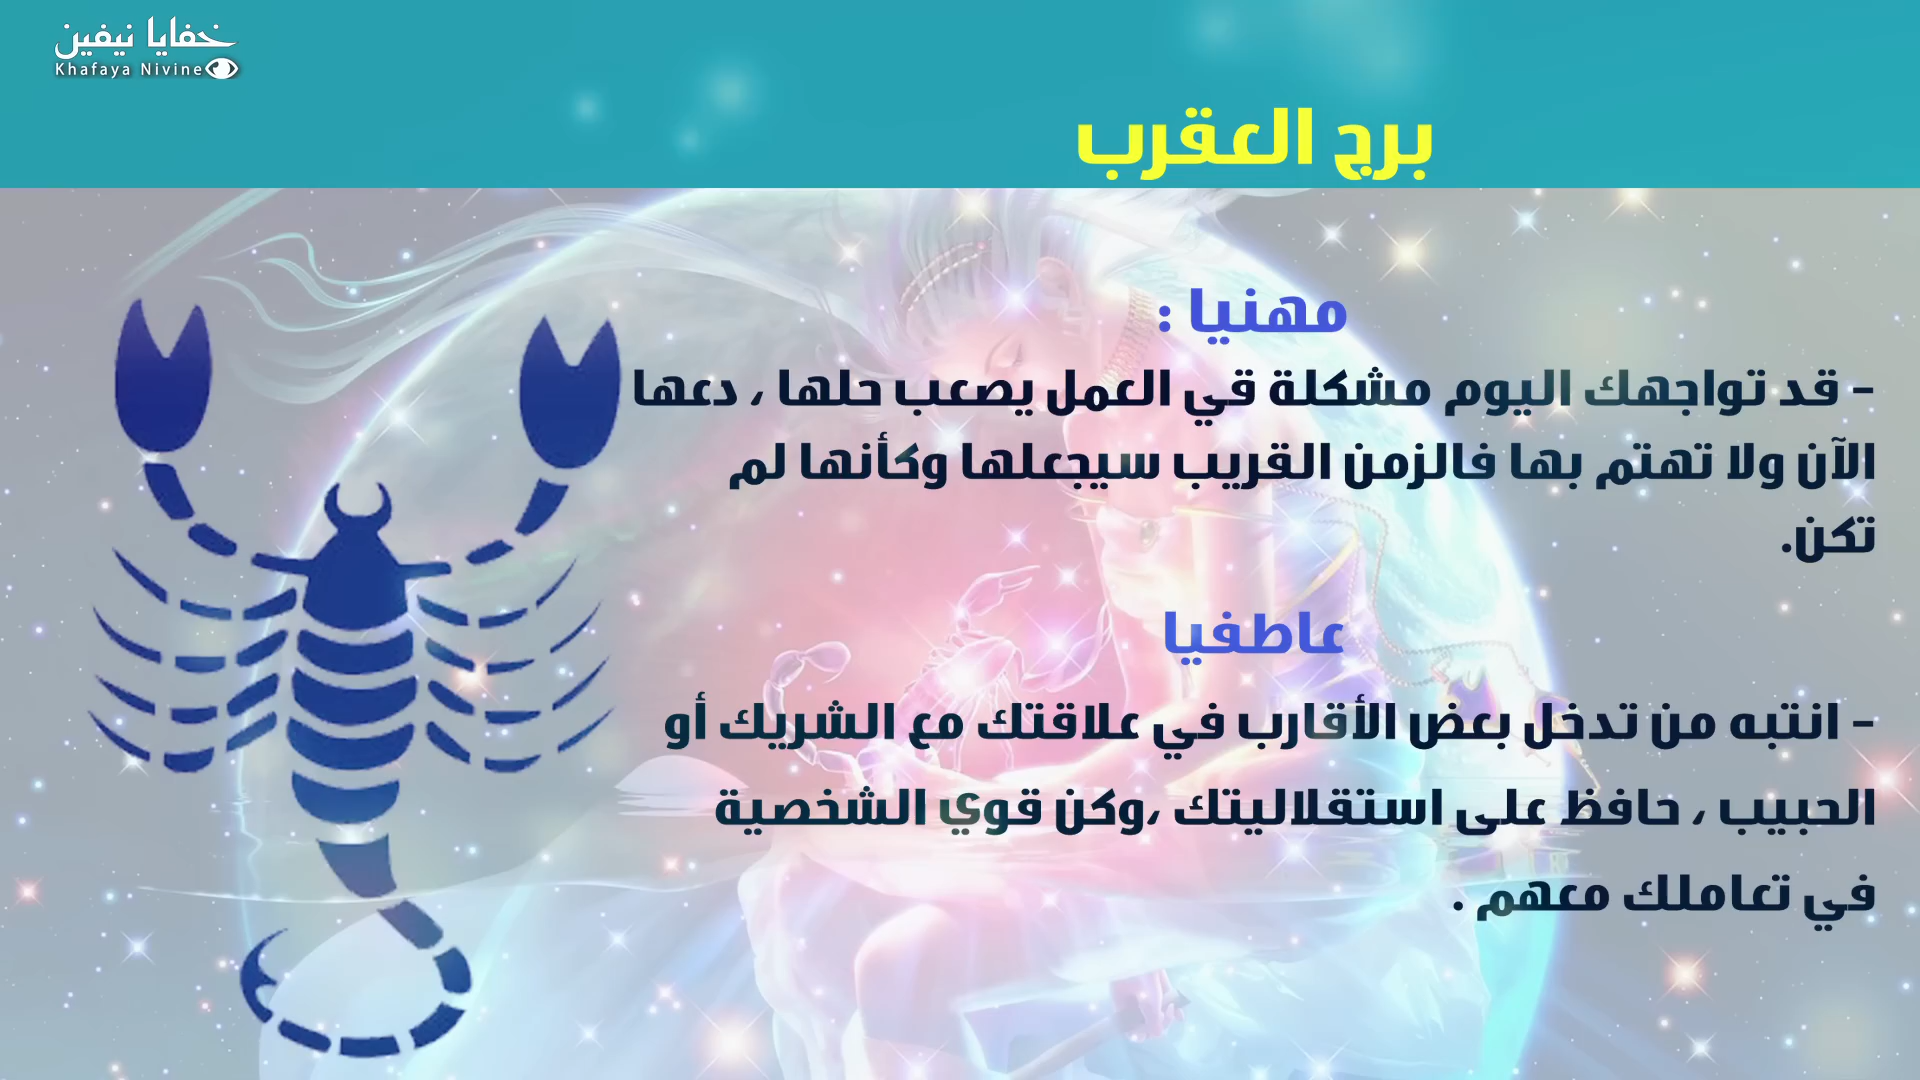 خفايا نيفين
Khafaya Nivine
برج العقرب
مهنيا :
- قد تواجهك اليوم مشكلة قي العمل يصعب حلها ، دعها
الآن ولا تهتم بها فالزمن القريب سيجعلها وكأنها لم
تكن.
عاطفيا
- انتبه من تدخل بعض الأقارب في علاقتك مع الشريك أو
الحبيب ، حافظ على استقلاليتك ،وكن قوي الشخصية
في تعاملك معهم .